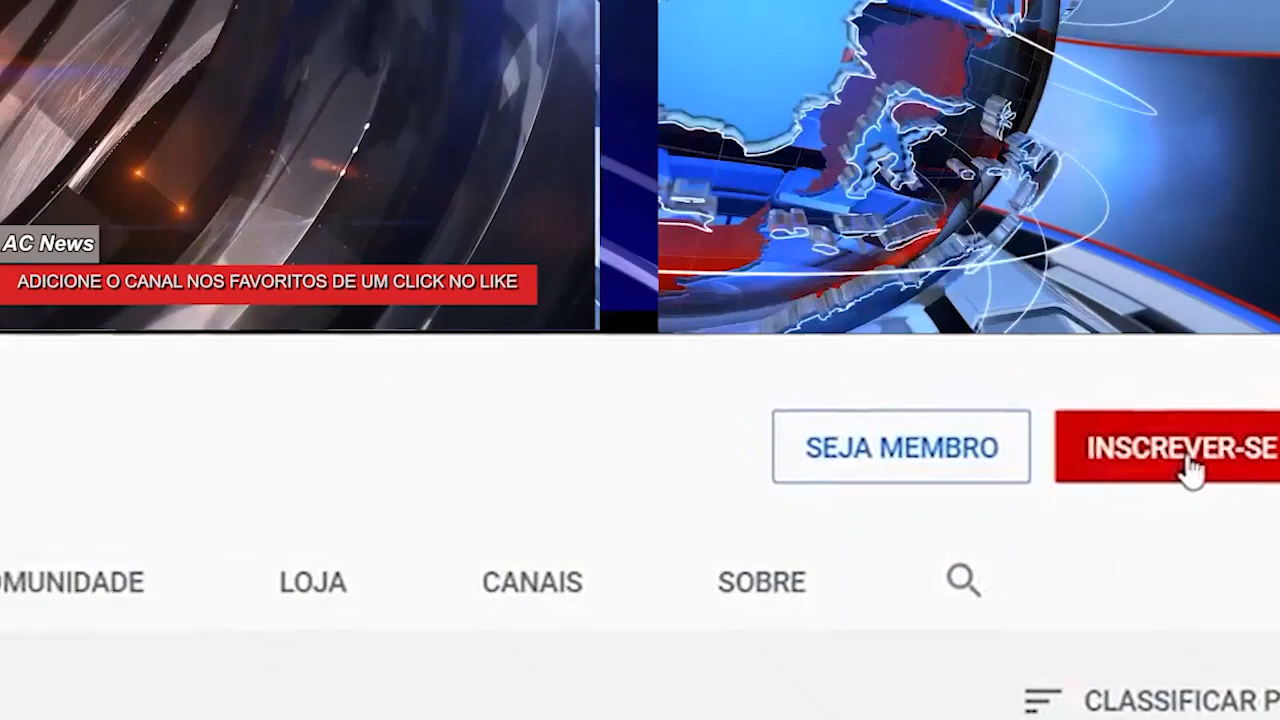 AC News
ADICIONE O CANAL NOS FAVORITOS DE UM CLICK NO LIKE
SEJA MEMBRO
INSCREVER-SE
OMUNIDADE
LOJA
CANAIS
SOBRE
CLASSIFICAR P